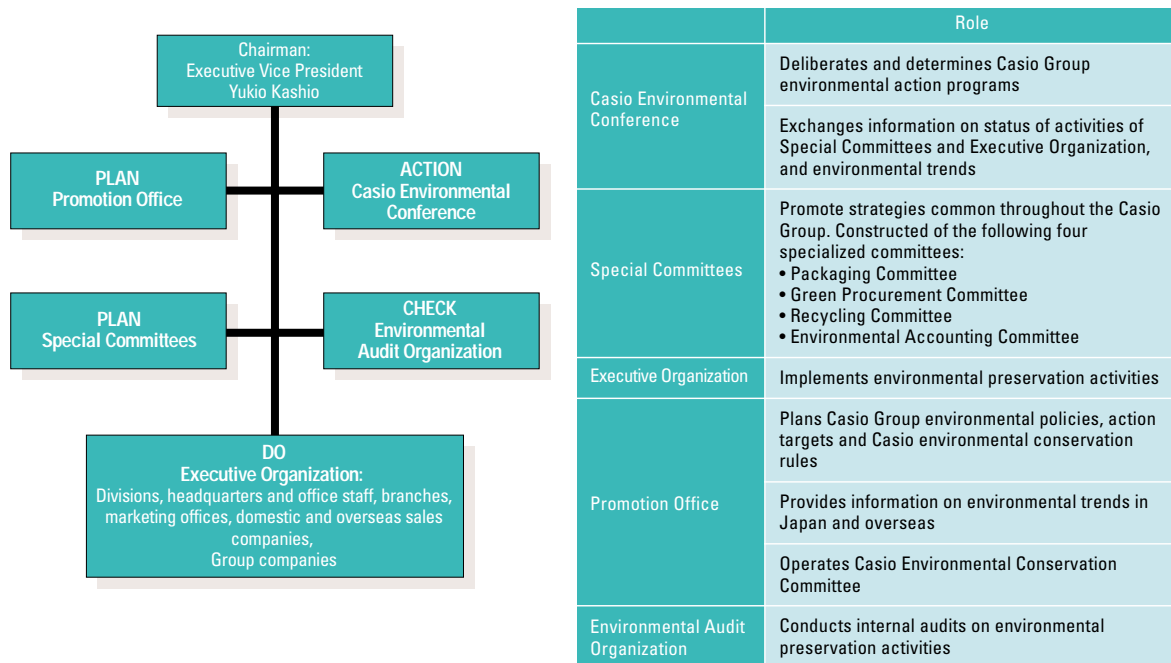 Chairman:
Executive Vice President
Yukio Kashio
PLAN
Promotion Office
ACTION
Casio Environmental
Conference
PLAN
Special Committees
CHECK
Environmental
Audit Organization
DO
Executive Organization:
Divisions, headquarters and office staff, branches,
marketing offices, domestic and overseas sales
companies,
Group companies
Role
Casio Environmental
Conference
Deliberates and determines Casio Group
environmental action programs
Exchanges information on status of activities of
Special Committees and Executive Organization,
and environmental trends
Special Committees
Promote strategies common throughout the Casio
Group. Constructed of the following four
specialized committees:
• Packaging Committee
• Green Procurement Committee
• Recycling Committee
• Environmental Accounting Committee
Executive Organization
Implements environmental preservation activities
Promotion Office
Plans Casio Group environmental policies, action
targets and Casio environmental conservation
rules
Provides information on environmental trends in
Japan and overseas
Operates Casio Environmental Conservation
Committee
Environmental Audit
Organization
Conducts internal audits on environmental
preservation activities